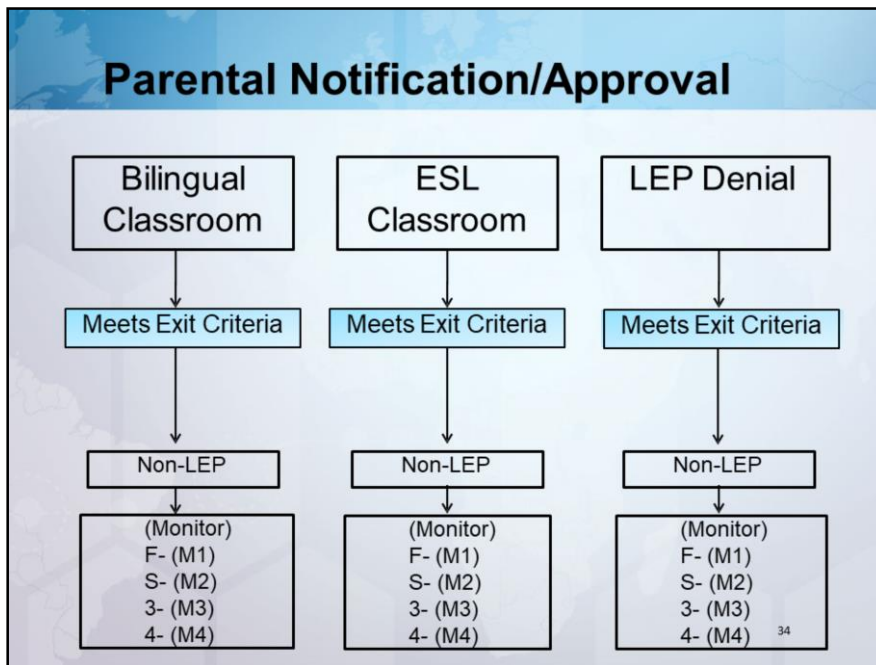 Parental Notification/Approval
Bilingual
Classroom
Meets Exit Criteria
Non-LEP
(Monitor)
F- (M1)
S- (M2)
3- (M3)
4- (M4)
ESL
Classroom
Meets Exit Criteria
Non-LEP
(Monitor)
F- (M1)
S- (M2)
3- (M3)
4- (M4)
LEP Denial
Meets Exit Criteria
Non-LEP
(Monitor)
F- (M1)
S- (M2)
3- (M3)
4- (M4)
34